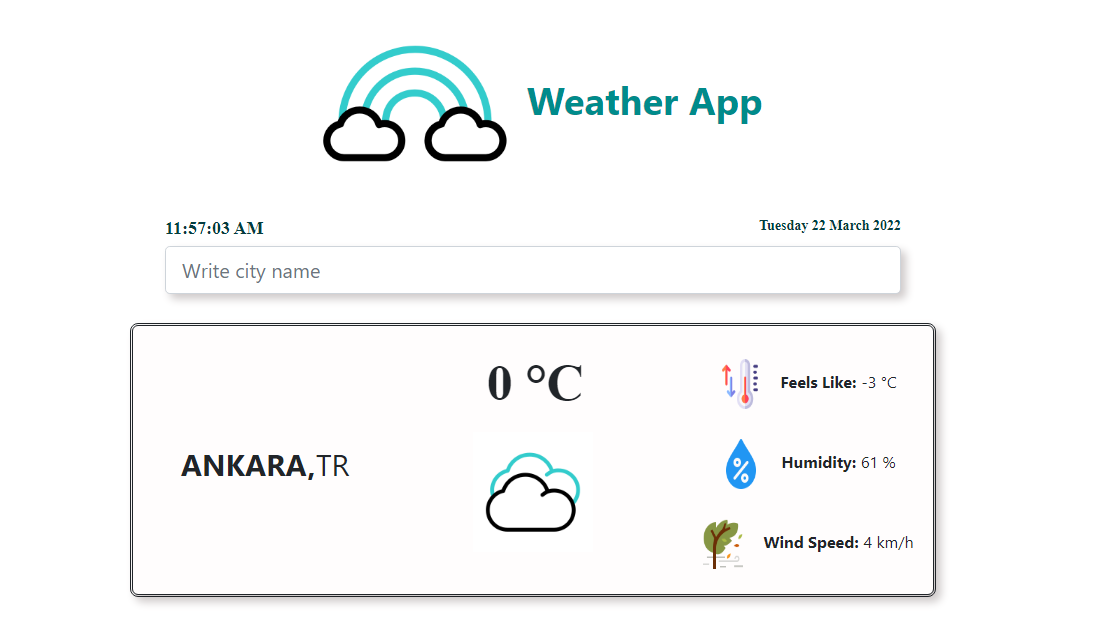 Weather App
11:57:03 AM
Tuesday 22 March 2022
Write city name
ANKARA,TR
0 °C
Feels Like: -3 °C
%
Humidity: 61 %
Wind Speed: 4 km/h